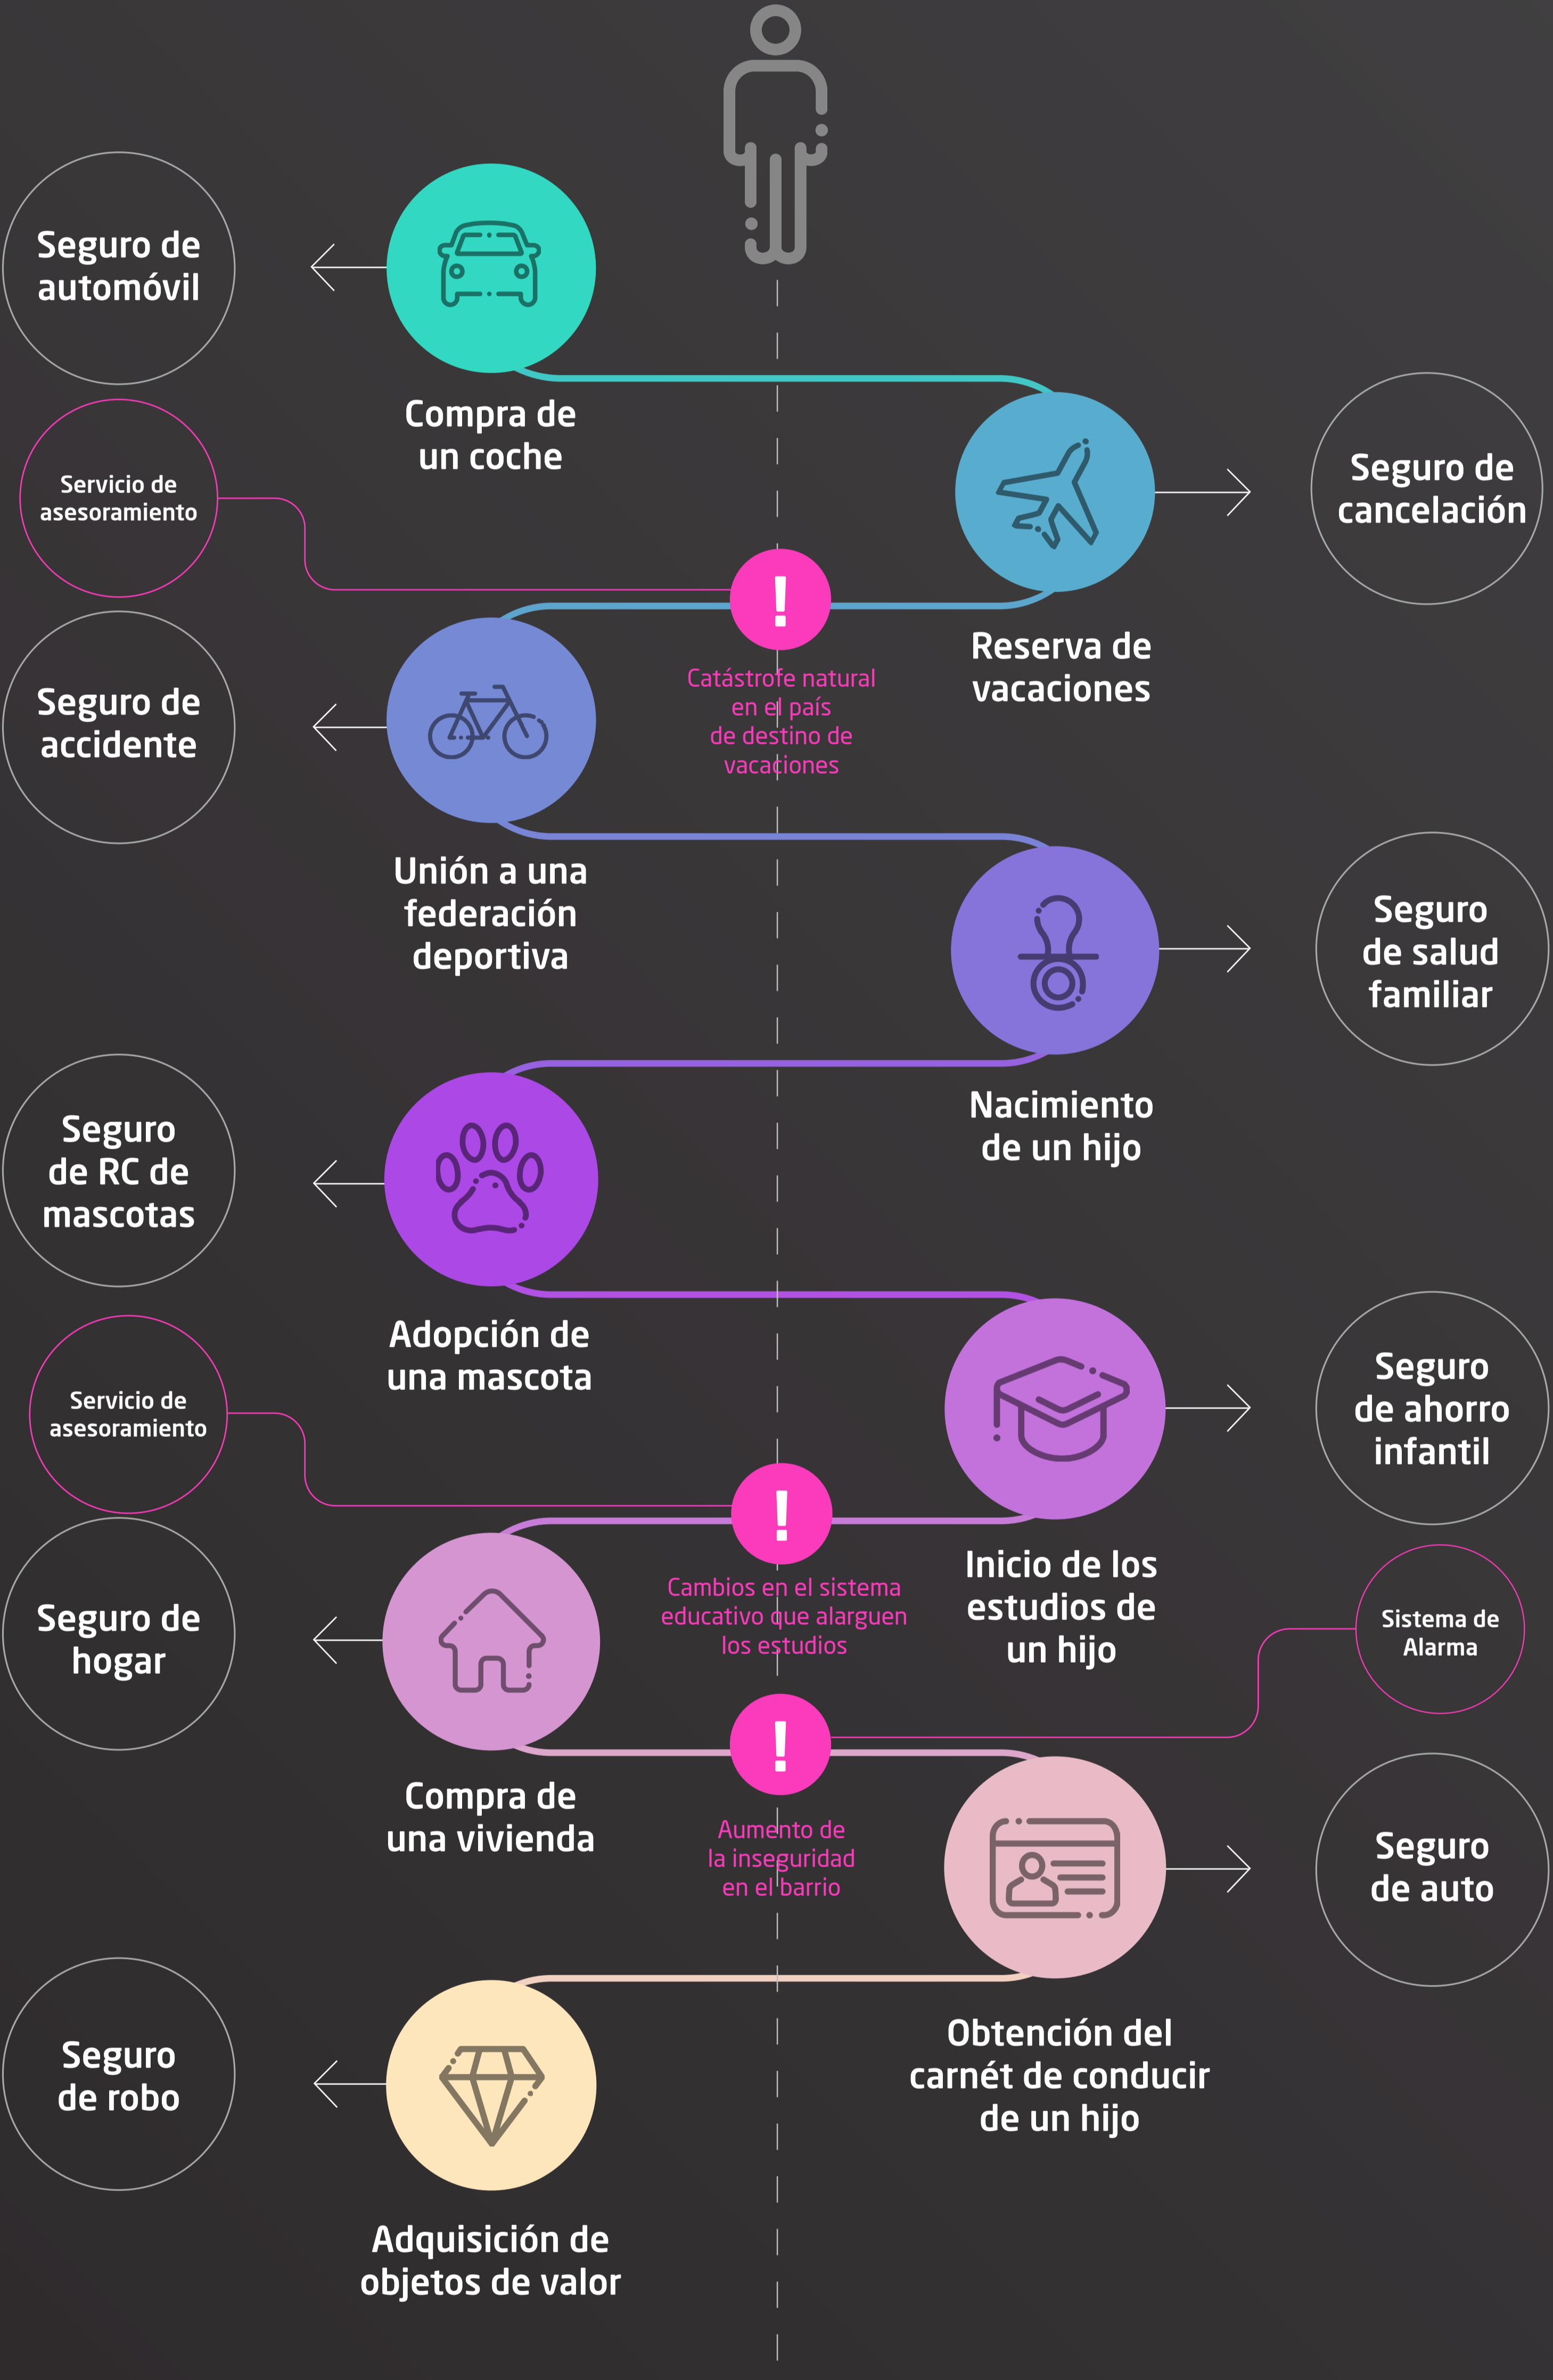 Seguro de
automóvil
Compra de
un coche
Servicio de
asesoramiento
Seguro de
cancelación
Reserva de
vacaciones
!
Catástrofe natural
en el país
de destino de
vacaciones
Seguro de
accidente
Unión a una
federación
deportiva
Seguro
de salud
familiar
Nacimiento
de un hijo
Seguro
de RC de
mascotas
Adopción de
una mascota
Servicio de
asesoramiento
Seguro
de ahorro
infantil
Inicio de los
estudios de
un hijo
!
Cambios en el sistema
educativo que alarguen
los estudios
Seguro de
hogar
Compra de
una vivienda
Sistema de
Alarma
!
Aumento de
la inseguridad
en el barrio
Seguro
de auto
Obtención del
carnét de conducir
de un hijo
Seguro
de robo
Adquisición de
objetos de valor